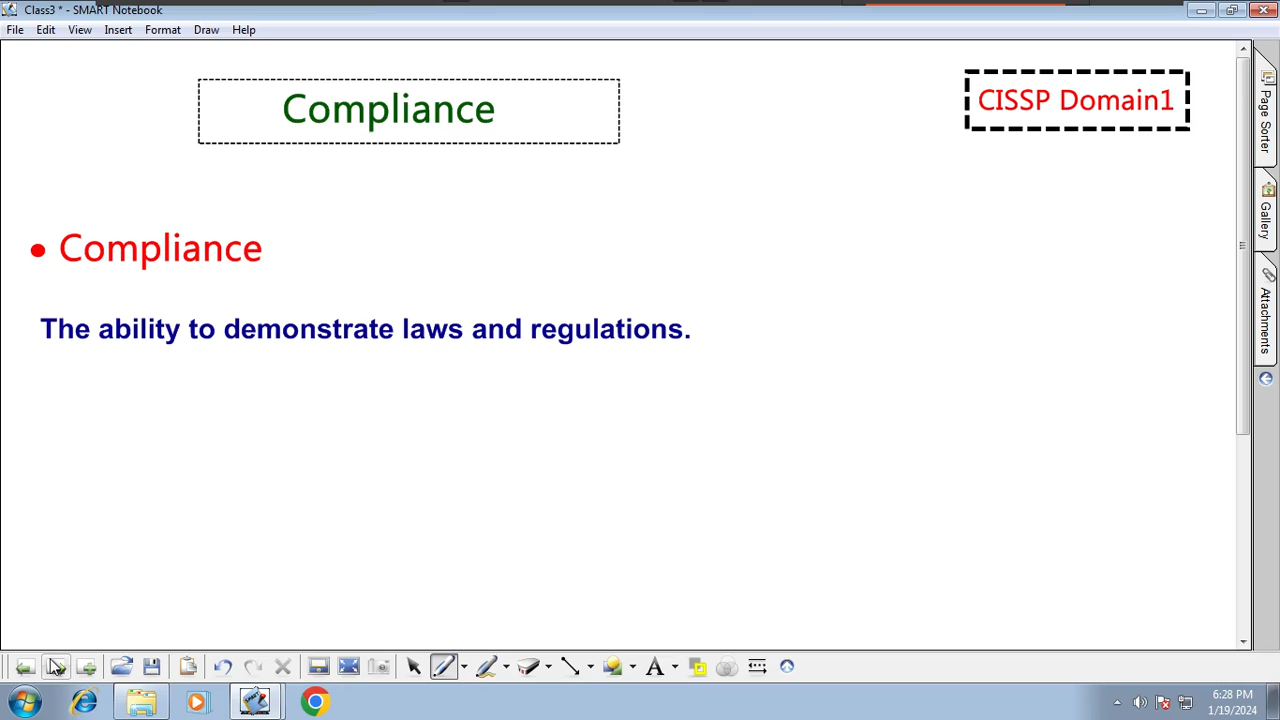 Class3 * - SMART Notebook
File Edit View Insert Format Draw Help
Compliance
CISSP Domain1
• Compliance
The ability to demonstrate laws and regulations.
Page Sorter
Gallery
Attachments
6:28 PM
1/19/2024